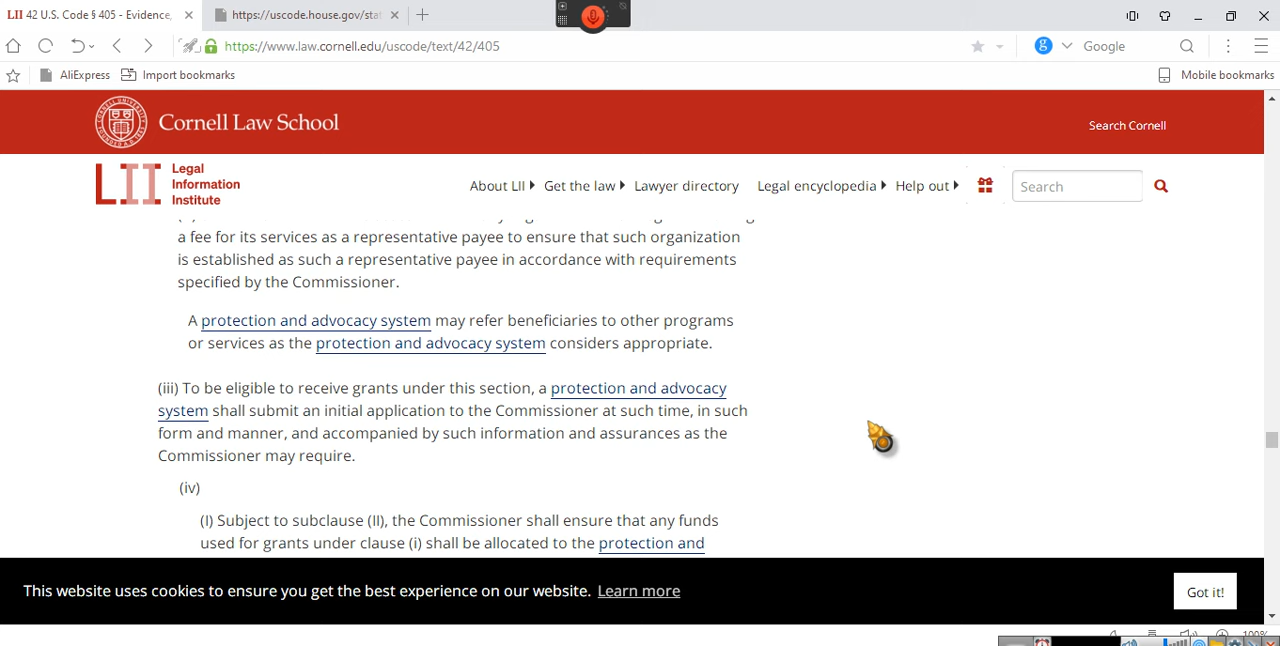 LII 42 U.S. Code § 405 - Evidence,
https://uscode.house.gov/stat
https://www.law.cornell.edu/uscode/text/42/405
Google
AliExpress
Import bookmarks
Mobile bookmarks
Cornell Law School
Search Cornell
LII
Legal
Information
Institute
About LII
Get the law
Lawyer directory
Legal encyclopedia
Help out
Search
a fee for its services as a representative payee to ensure that such organization
is established as such a representative payee in accordance with requirements
specified by the Commissioner.
A protection and advocacy system may refer beneficiaries to other programs
or services as the protection and advocacy system considers appropriate.
(iii) To be eligible to receive grants under this section, a protection and advocacy
system shall submit an initial application to the Commissioner at such time, in such
form and manner, and accompanied by such information and assurances as the
Commissioner may require.
(iv)
(I) Subject to subclause (II), the Commissioner shall ensure that any funds
used for grants under clause (i) shall be allocated to the protection and
This website uses cookies to ensure you get the best experience on our website. Learn more
Got it!
100%